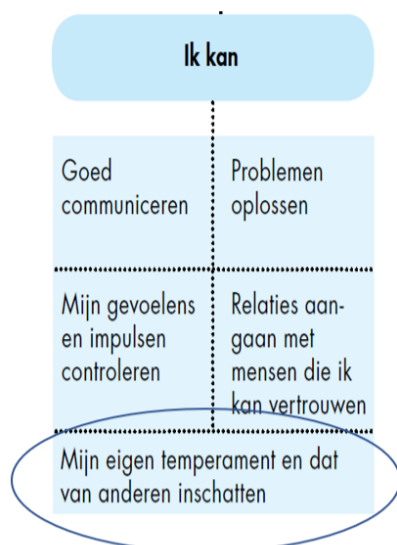 Ik kan
Goed
communiceren
Problemen
oplossen
Mijn gevoelens
en impulsen
controleren
Relaties aan-
gaan met
mensen die ik
kan vertrouwen
Mijn eigen temperament en dat
van anderen inschatten